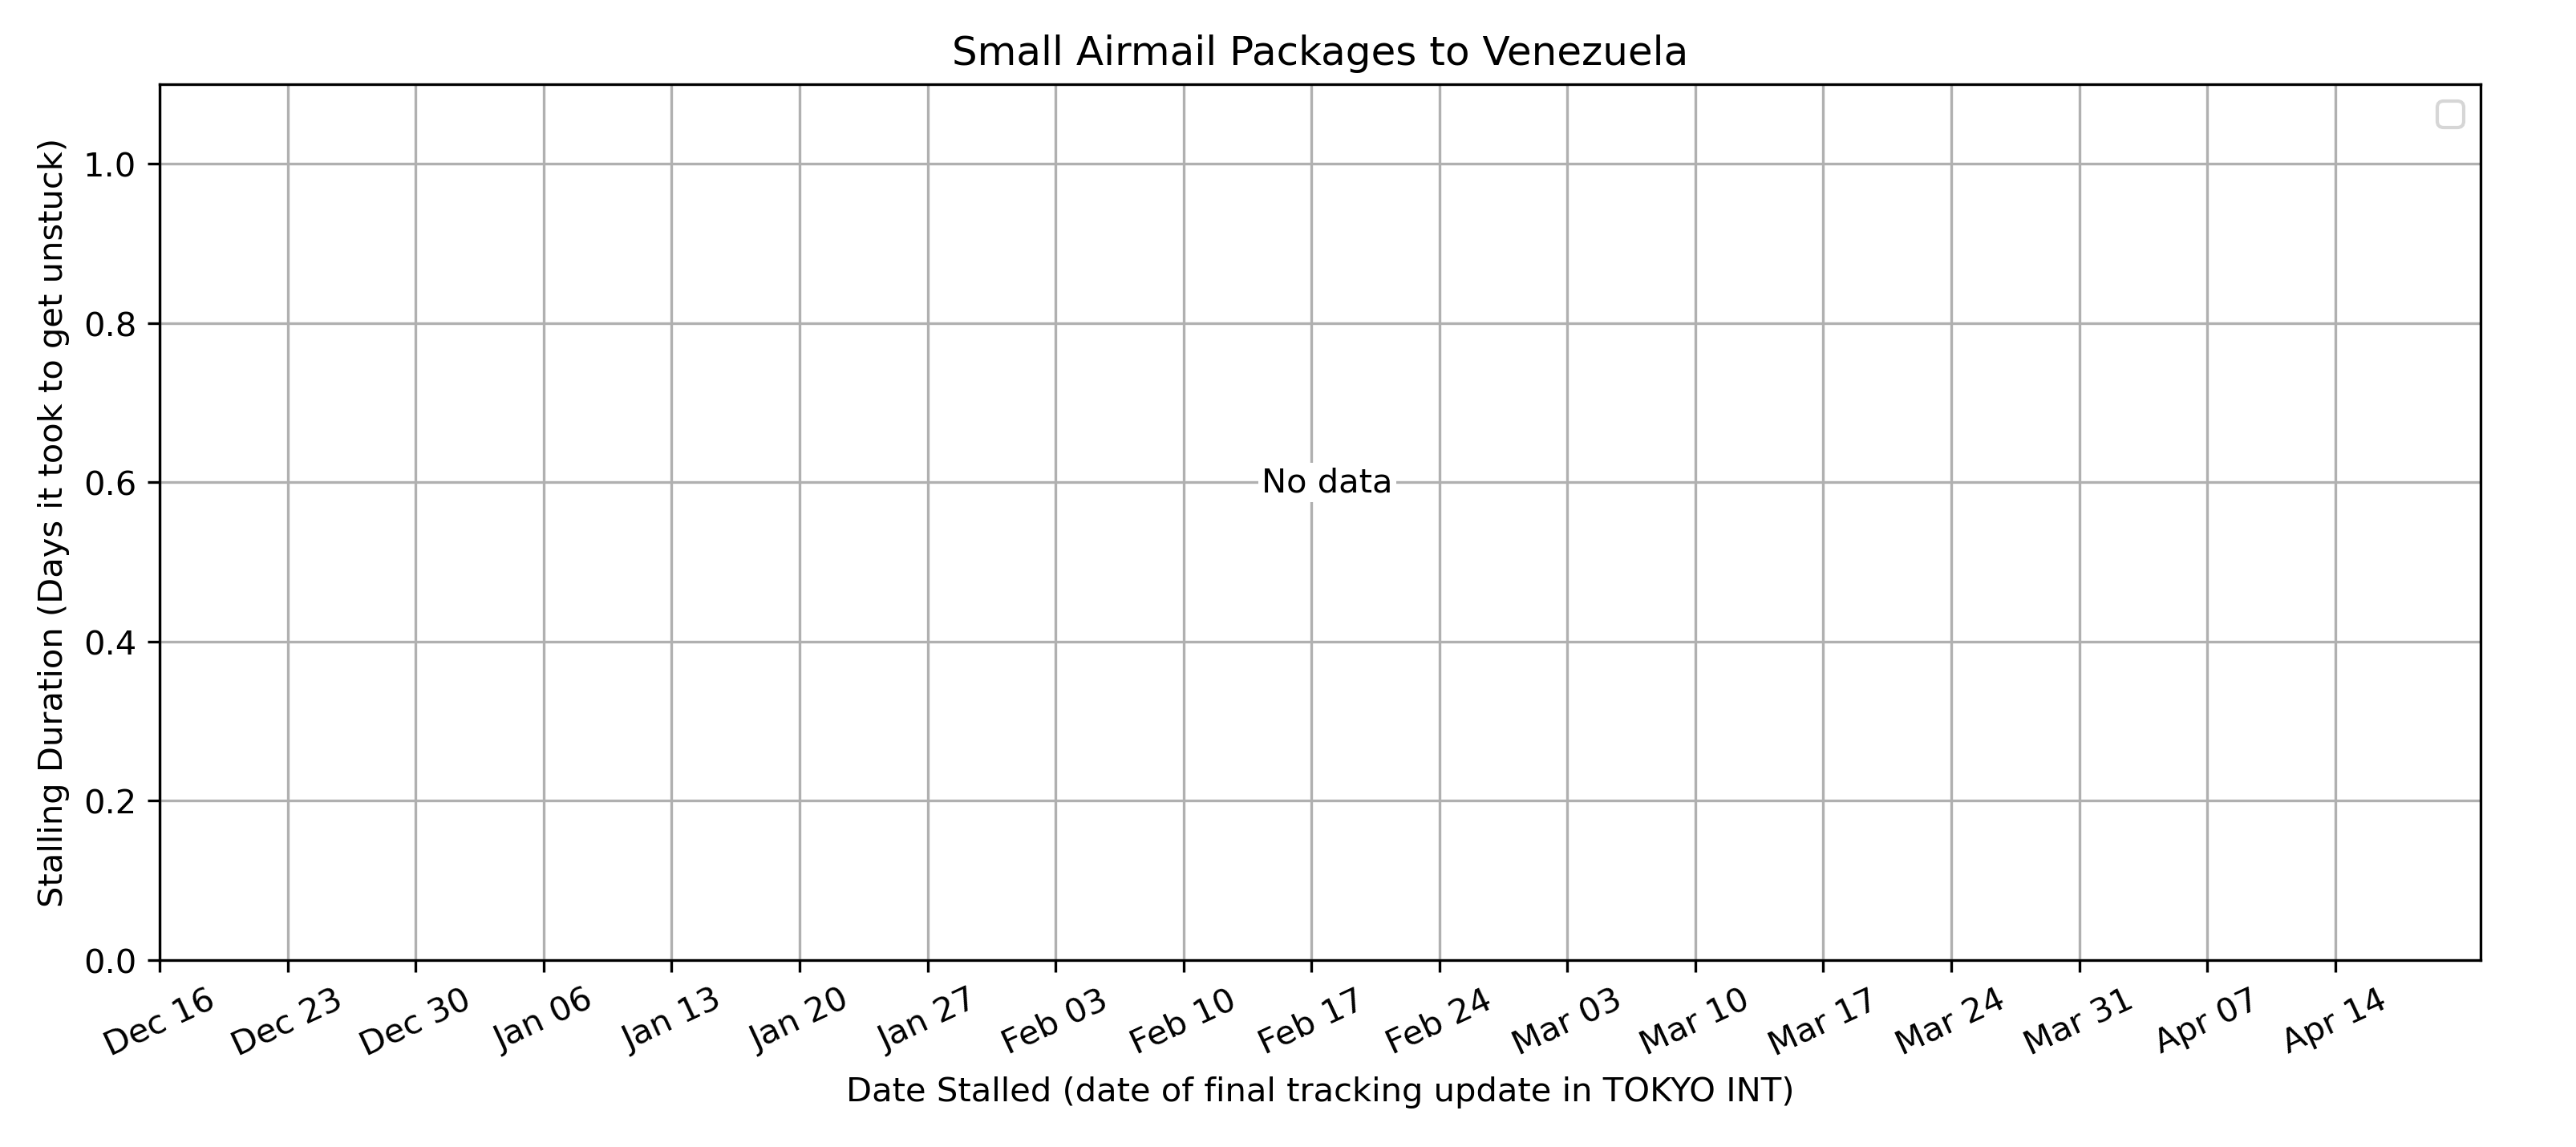 Small Airmail Packages to Venezuela
Stalling Duration (Days it took to get unstuck)
1.0
0.8
0.6
0.4
0.2
0.0
No data
Dec 16
Dec 23
Dec 30
Jan 06
Jan 13
Jan 20
Jan 27
Feb 03
Feb 10
Feb 17
Feb 24
Mar 03
Mar 10
Mar 17
Mar 24
Mar 31
Apr 07
Apr 14
Date Stalled (date of final tracking update in TOKYO INT)